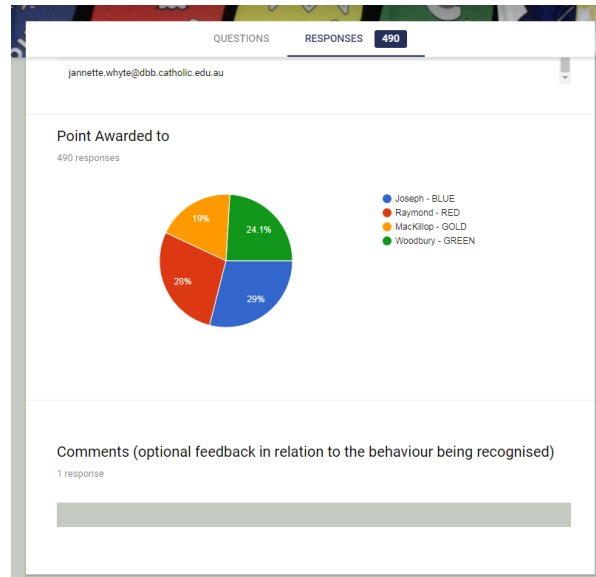 QUESTIONS RESPONSES 490
jannette.whyte@dbb.catholic.edu.au
Point Awarded to
490 responses
19%
24.1%
28%
29%
Joseph - BLUE
Raymond - RED
MacKillop - GOLD
Woodbury - GREEN
Comments (optional feedback in relation to the behaviour being recognised)
1 response